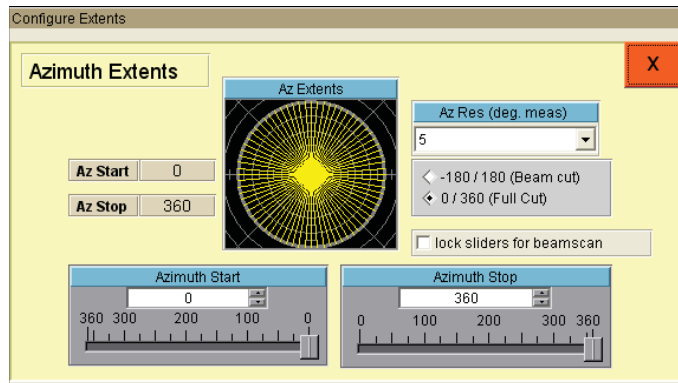 Configure Extents
Azimuth Extents
X
Az Extents
Az Res (deg. meas)
5
Az Start 0
-180 / 180 (Beam cut)
0 / 360 (Full Cut)
Az Stop 360
lock sliders for beamscan
Azimuth Start
0
360 300 200 100 0
Azimuth Stop
360
0 100 200 300 360